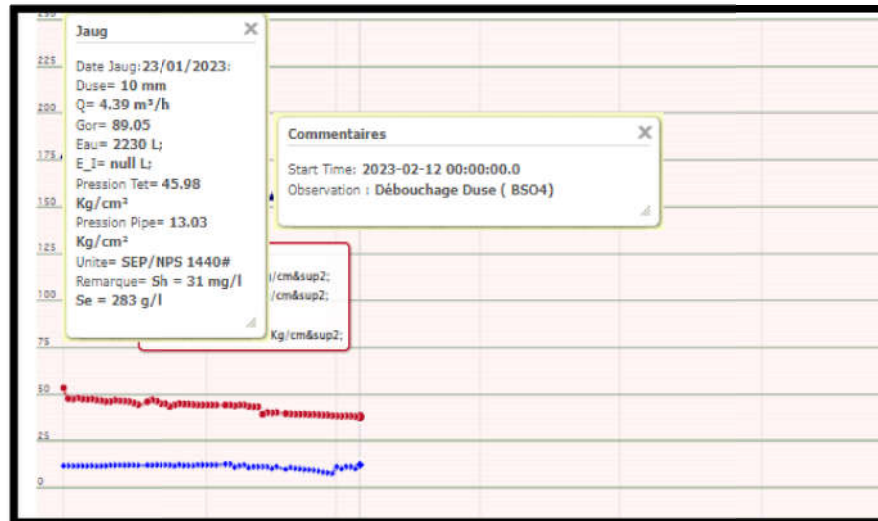 Jaug
Date Jaug:23/01/2023:
Duse= 10 mm
Q= 4.39 m³/h
Gor= 89.05
Eau= 2230 L;
E_I= null L;
Pression Tet= 45.98
Kg/cm²
Pression Pipe= 13.03
Kg/cm²
Unite= SEP/NPS 1440#
Remarque= Sh = 31 mg/l
Se = 283 g/l
Commentaires
Start Time: 2023-02-12 00:00:00.0
Observation : Débouchage Duse ( BSO4)
/cm&sup2;
/cm&sup2;
Kg/cm&sup2;
225
200
175
150
125
100
75
50
25
0